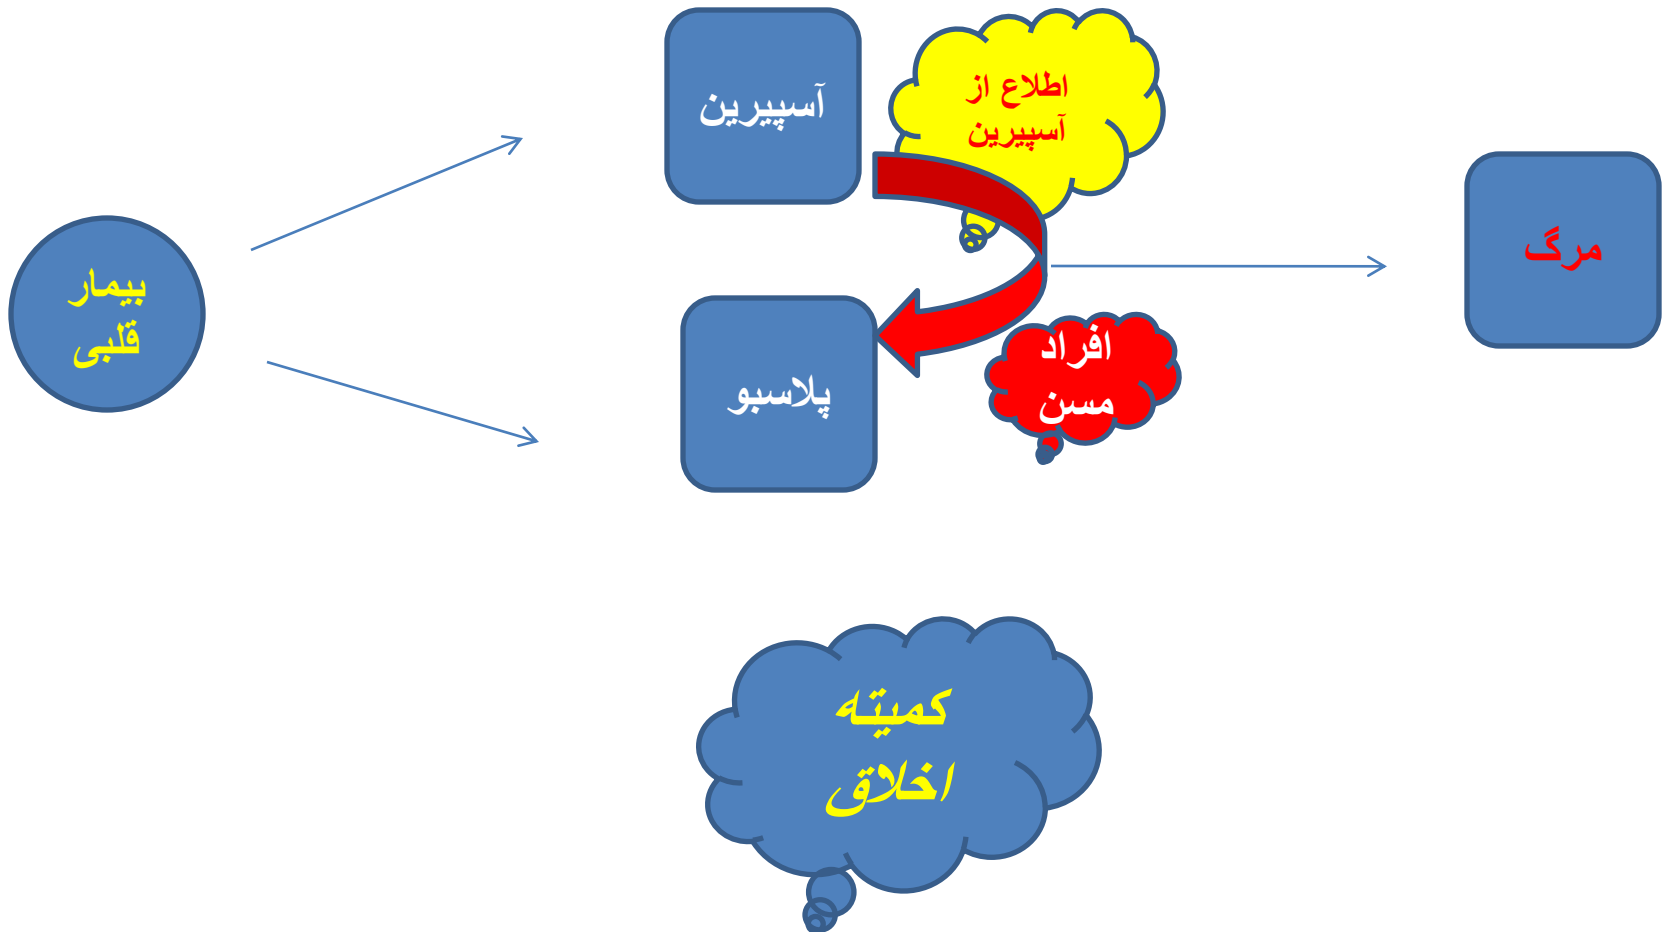 آسپیرین
اطلاع از
آسپیرین
بیمار
قلبی
مرگ
افراد
مسن
پلاسبو
کمیته
اخلاق